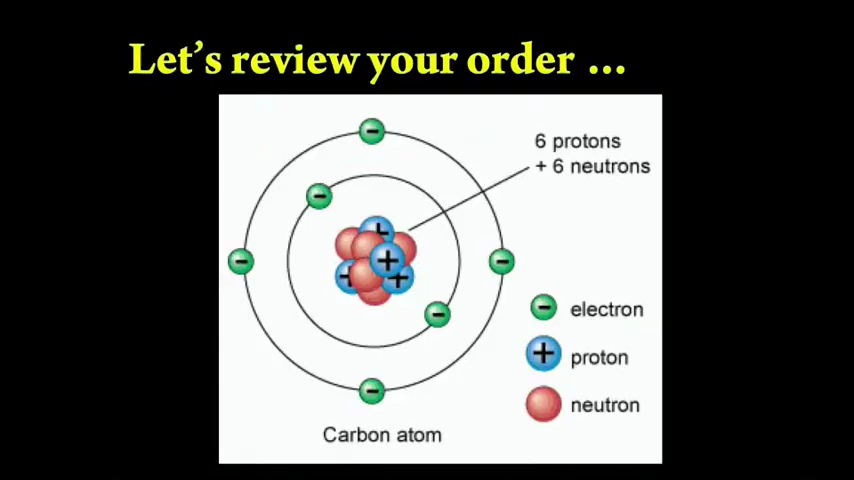 Let's review your order ...
6 protons
+ 6 neutrons
electron
proton
neutron
Carbon atom